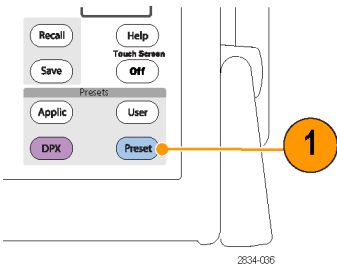 Recall
Help
Touch Screen
Save
Off
Presets
Applic
User
DPX
Preset
1
2834-036